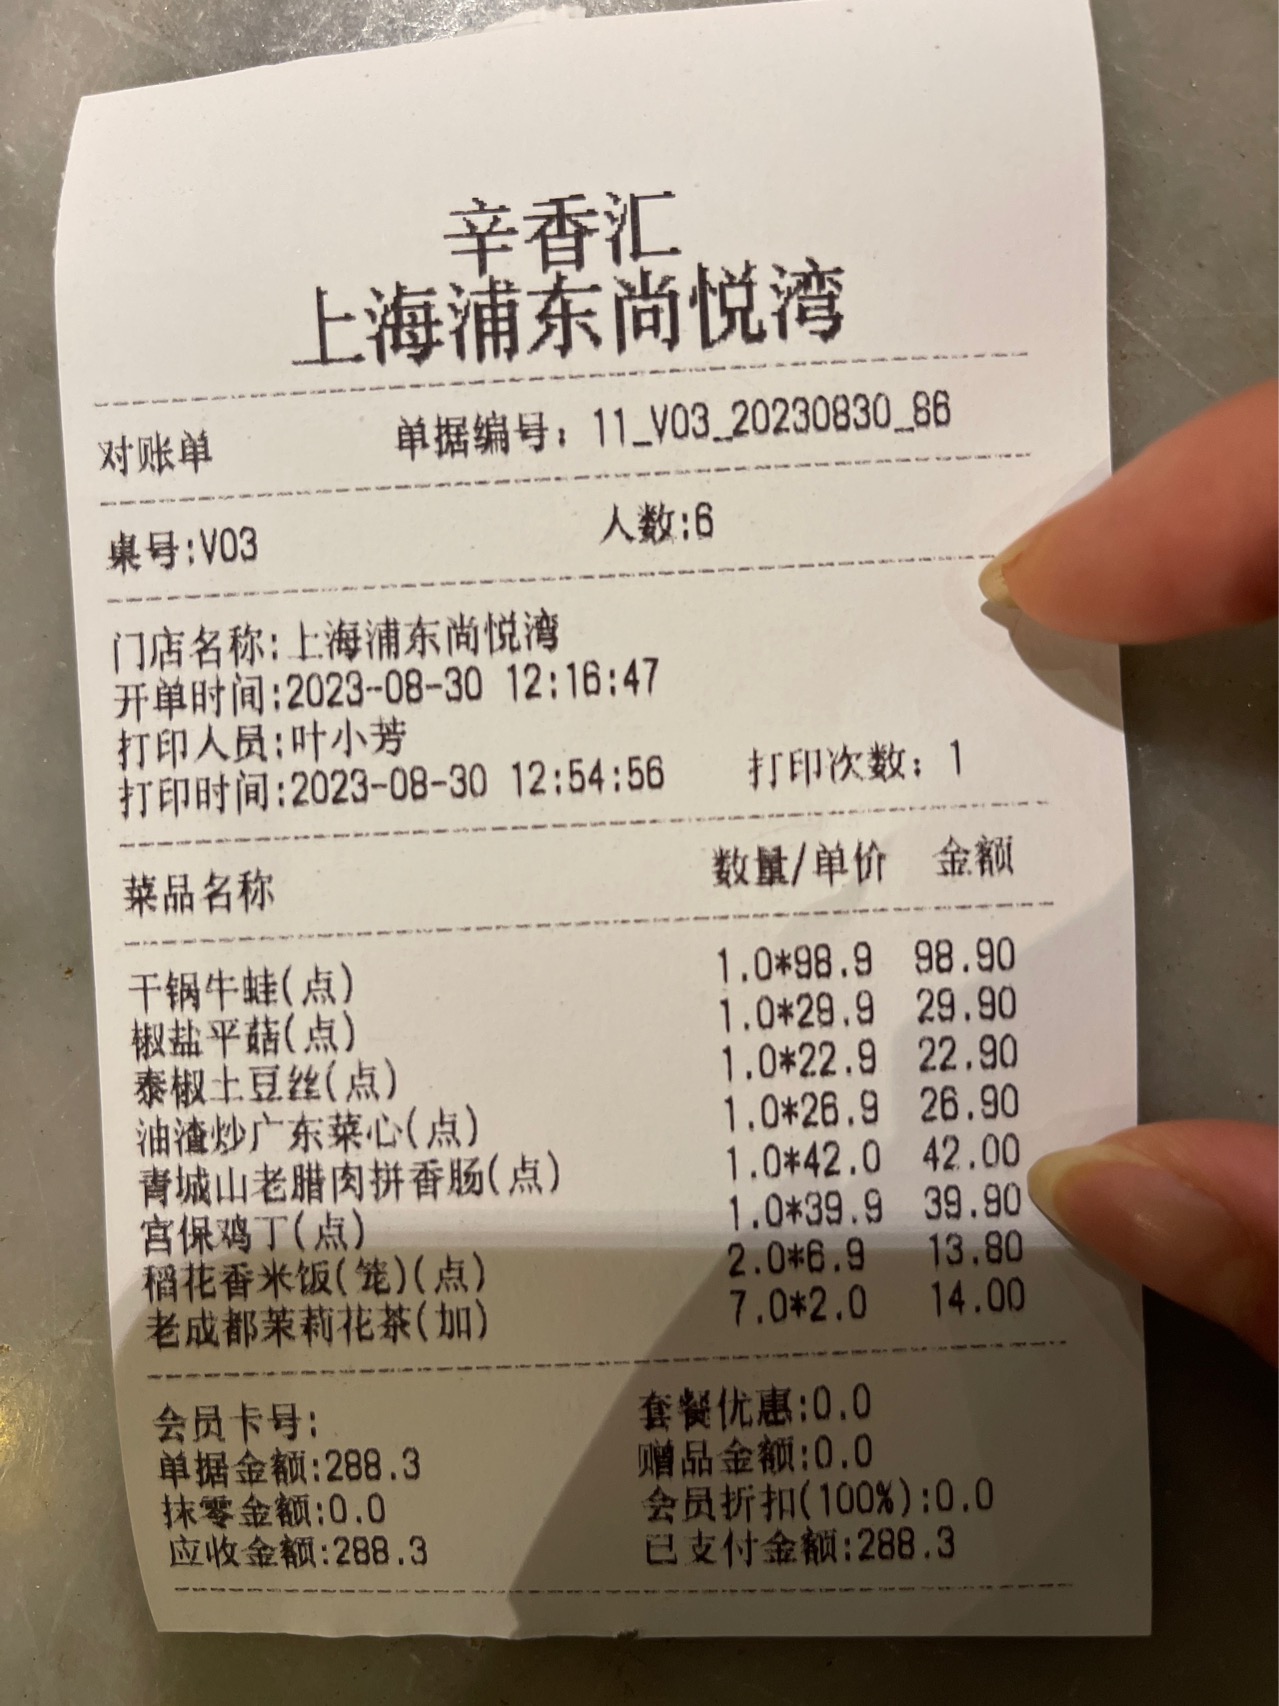 辛香汇
上海浦东尚悦湾
对账单 单据编号：11_V03_20230830_86
桌号:V03 人数:6
门店名称:上海浦东尚悦湾
开单时间:2023-08-30 12:16:47
打印人员:叶小芳
打印时间:2023-08-30 12:54:56 打印次数：1
菜品名称 数量/单价 金额
干锅牛蛙(点) 1.0*98.9 98.90
椒盐平菇(点) 1.0*29.9 29.90
泰椒土豆丝(点) 1.0*22.9 22.90
油渣炒广东菜心(点) 1.0*26.9 26.90
青城山老腊肉拼香肠(点) 1.0*42.0 42.00
宫保鸡丁(点) 1.0*39.9 39.90
稻花香米饭(笼)(点) 2.0*6.9 13.80
老成都茉莉花茶(加) 7.0*2.0 14.00
会员卡号: 套餐优惠:0.0
单据金额:288.3 赠品金额:0.0
抹零金额:0.0 会员折扣(100%):0.0
应收金额:288.3 已支付金额:288.3